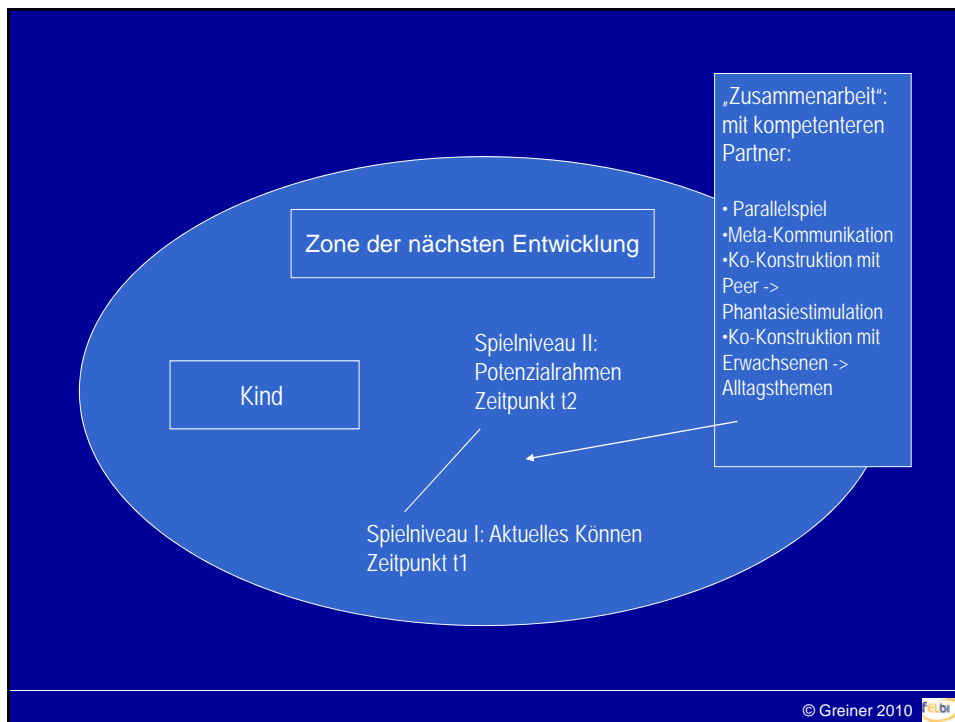 „Zusammenarbeit“:
mit kompetenteren
Partner:
• Parallelspiel
•Meta-Kommunikation
•Ko-Konstruktion mit
Peer ->
Phantasiestimulation
•Ko-Konstruktion mit
Erwachsenen ->
Alltagsthemen
Zone der nächsten Entwicklung
Spielniveau II:
Potenzialrahmen
Zeitpunkt t2
Kind
Spielniveau I: Aktuelles Können
Zeitpunkt t1
© Greiner 2010
felbi